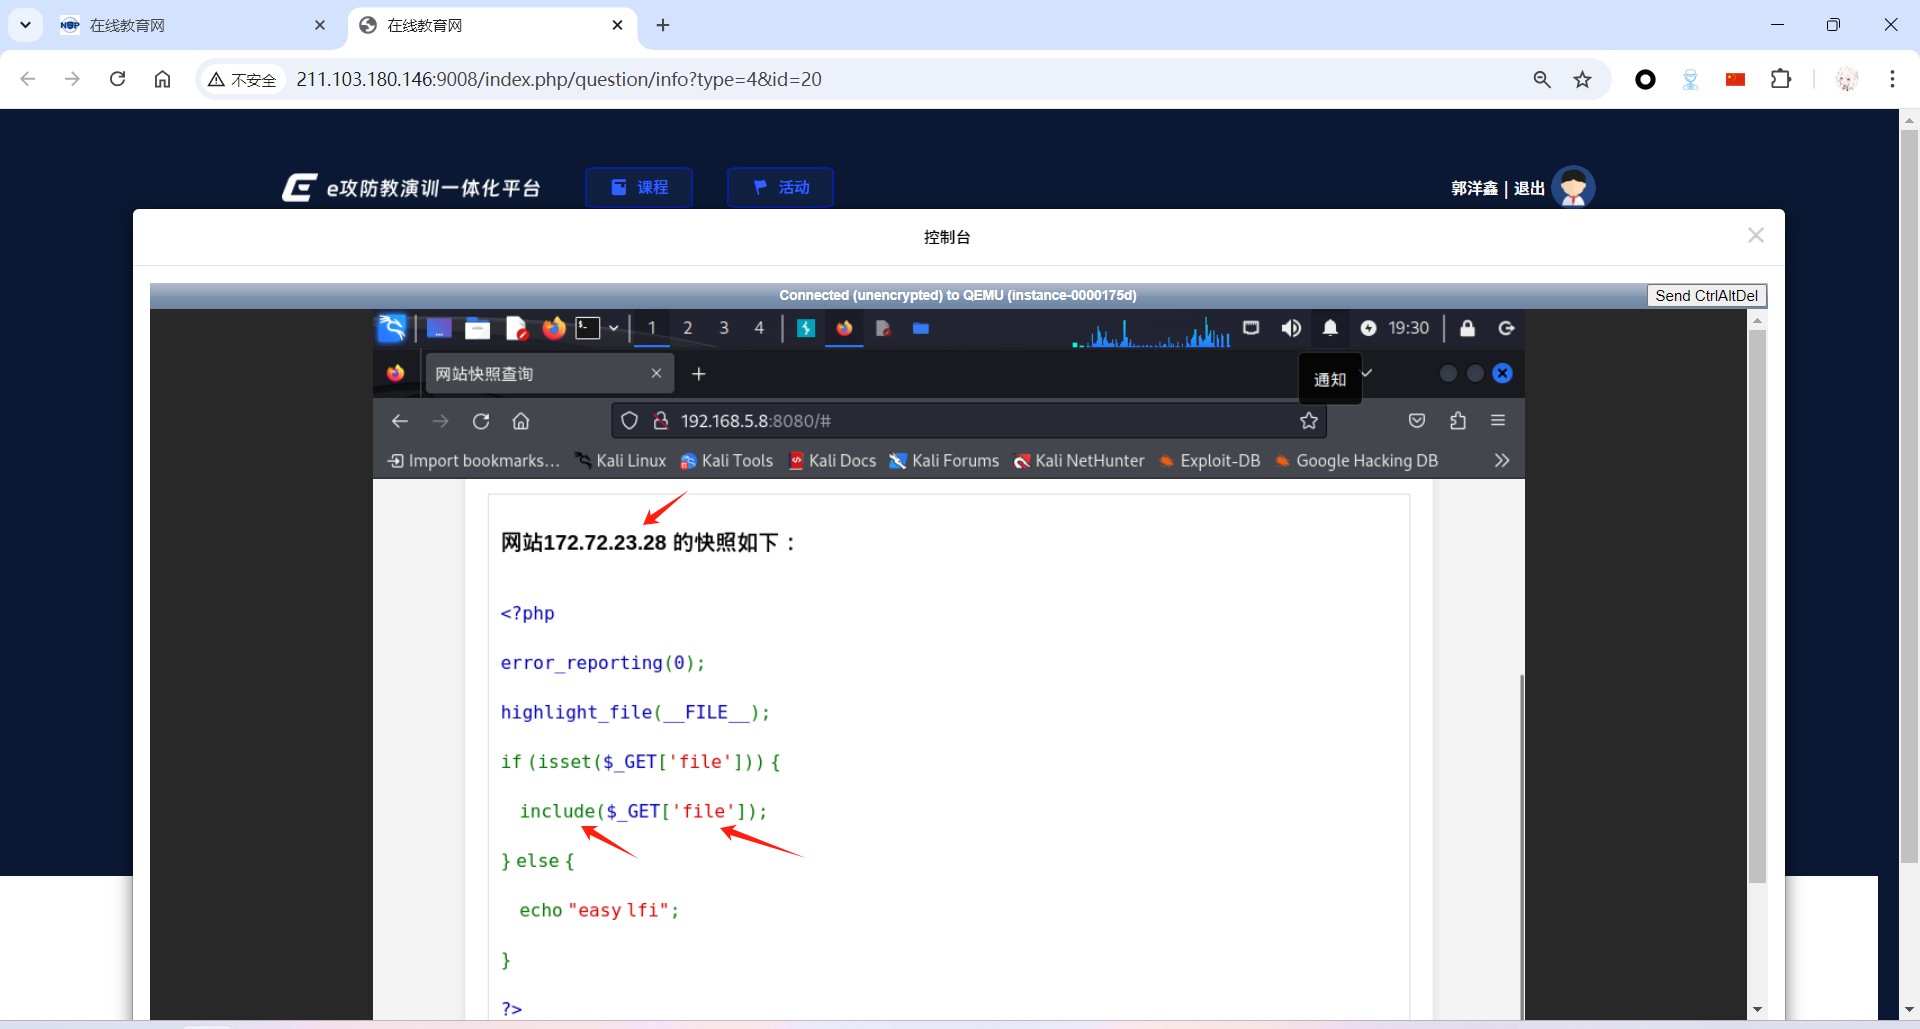 在线教育网
在线教育网
不安全
211.103.180.146:9008/index.php/question/info?type=4&id=20
e攻防教演训一体化平台
课程
活动
郭洋鑫 | 退出
控制台
Connected (unencrypted) to QEMU (instance-0000175d)
Send CtrlAltDel
1 2 3 4
19:30
网站快照查询
通知
192.168.5.8:8080/#
Import bookmarks... Kali Linux Kali Tools Kali Docs Kali Forums Kali NetHunter Exploit-DB Google Hacking DB
网站172.72.23.28 的快照如下：
<?php
error_reporting(0);
highlight_file(__FILE__);
if (isset($_GET['file'])) {
include($_GET['file']);
} else {
echo "easy lfi";
}
?>